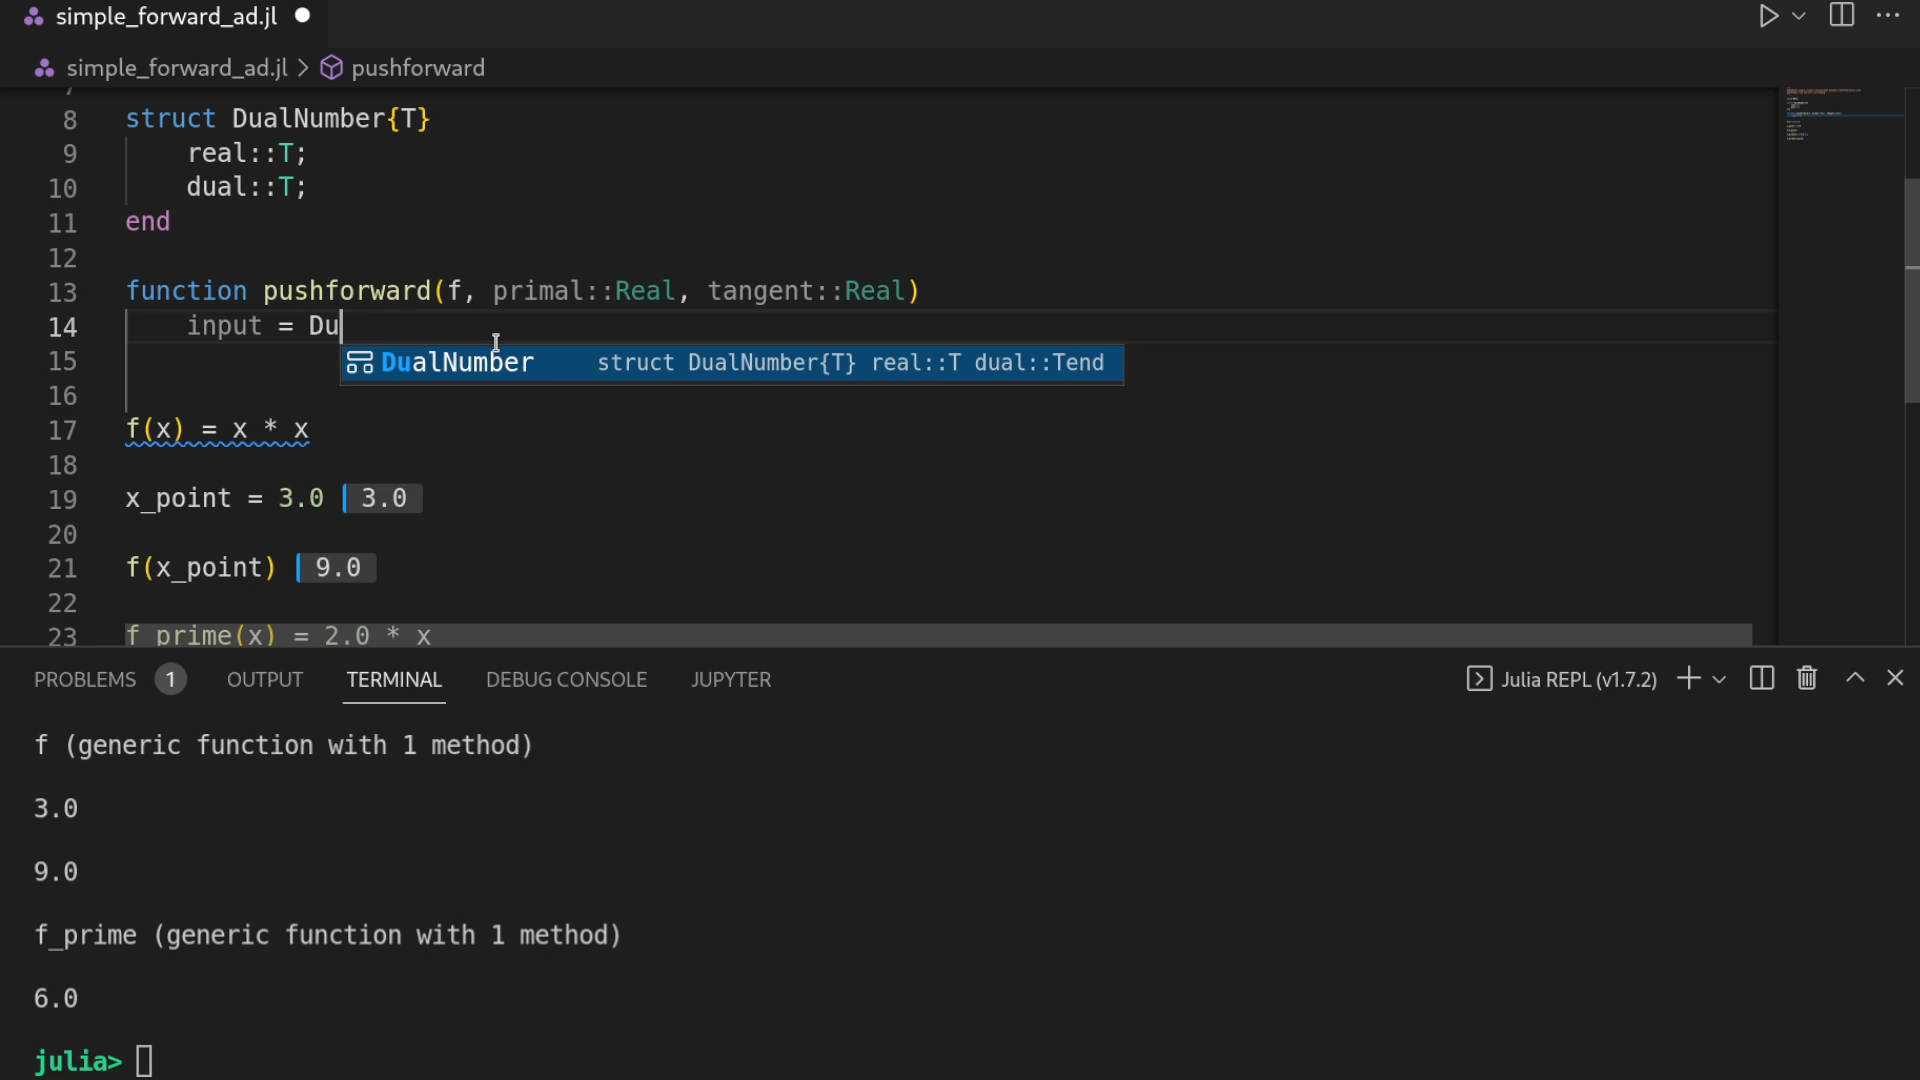 simple_forward_ad.jl
simple_forward_ad.jl > pushforward
7
8 struct DualNumber{T}
9 real::T;
10 dual::T;
11 end
12
13 function pushforward(f, primal::Real, tangent::Real)
14 input = Du
DualNumber struct DualNumber{T} real::T dual::Tend
15
16
17 f(x) = x * x
18
19 x_point = 3.0 3.0
20
21 f(x_point) 9.0
22
23 f_prime(x) = 2.0 * x
PROBLEMS 1 OUTPUT TERMINAL DEBUG CONSOLE JUPYTER Julia REPL (v1.7.2)
f (generic function with 1 method)
3.0
9.0
f_prime (generic function with 1 method)
6.0
julia>